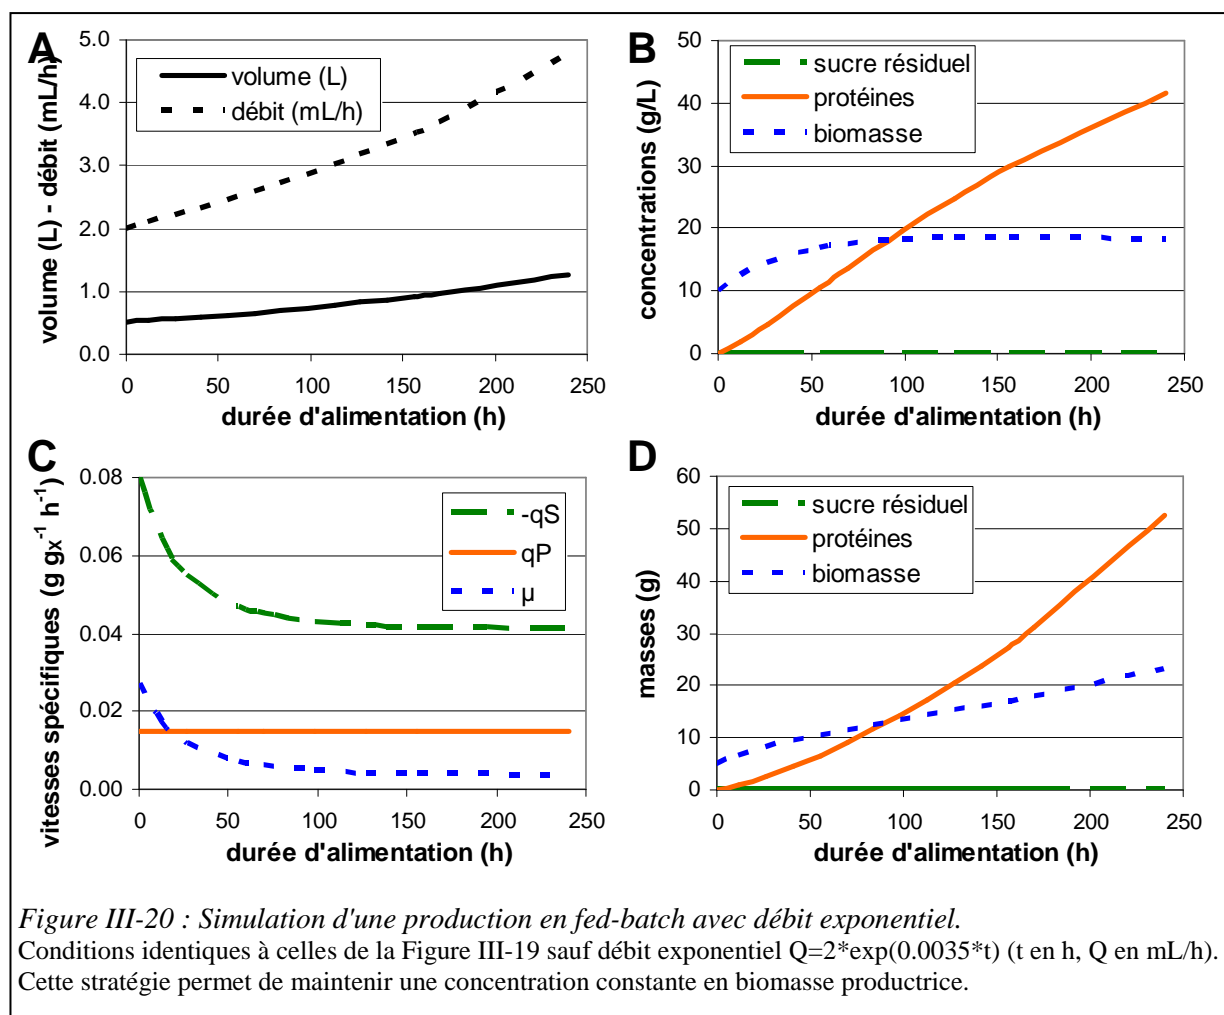 A
volume (L) - débit (mL/h)
5.0
4.0
3.0
2.0
1.0
0.0
volume (L)
débit (mL/h)
0 50 100 150 200 250
durée d'alimentation (h)
B
concentrations (g/L)
50
40
30
20
10
0
sucre résiduel
protéines
biomasse
0 50 100 150 200 250
durée d'alimentation (h)
C
vitesses spécifiques (g gx-1 h-1)
0.08
0.06
0.04
0.02
0.00
-qS
qP
µ
0 50 100 150 200 250
durée d'alimentation (h)
D
masses (g)
60
50
40
30
20
10
0
sucre résiduel
protéines
biomasse
0 50 100 150 200 250
durée d'alimentation (h)
Figure III-20 : Simulation d'une production en fed-batch avec débit exponentiel.
Conditions identiques à celles de la Figure III-19 sauf débit exponentiel Q=2*exp(0.0035*t) (t en h, Q en mL/h).
Cette stratégie permet de maintenir une concentration constante en biomasse productrice.